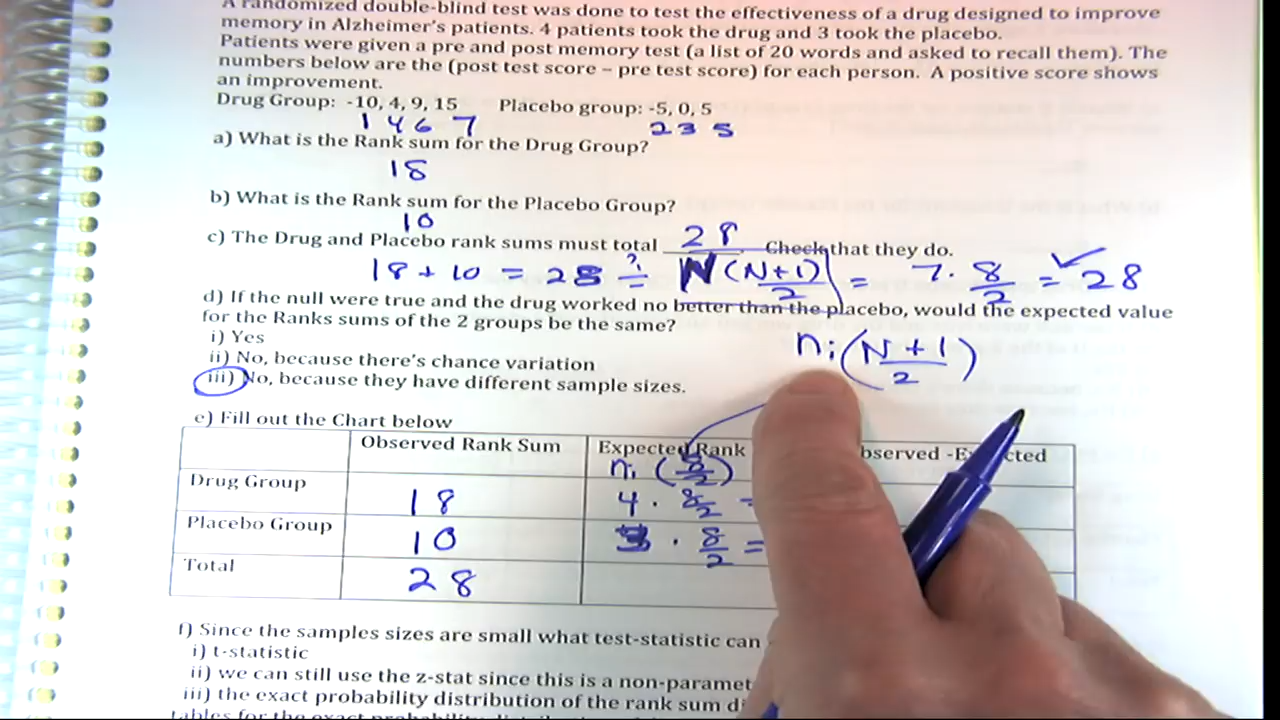 A randomized double-blind test was done to test the effectiveness of a drug designed to improve
memory in Alzheimer's patients. 4 patients took the drug and 3 took the placebo.
Patients were given a pre and post memory test (a list of 20 words and asked to recall them). The
numbers below are the (post test score – pre test score) for each person. A positive score shows
an improvement.
Drug Group: -10, 4, 9, 15 Placebo group: -5, 0, 5
1 4 6 7 2 3 5
a) What is the Rank sum for the Drug Group?
18
b) What is the Rank sum for the Placebo Group?
10
c) The Drug and Placebo rank sums must total 28 Check that they do.
18 + 10 = 28 ?= N (N+1)/2 = 7 · 8/2 = ✓ 28
d) If the null were true and the drug worked no better than the placebo, would the expected value
for the Ranks sums of the 2 groups be the same?
i) Yes
ii) No, because there's chance variation
iii) No, because they have different sample sizes.
ni (N + 1 / 2)
e) Fill out the Chart below
Observed Rank Sum Expected Rank bserved -Expected
ni (8/2)
Drug Group 18 4 · 8/2 =
Placebo Group 10 3 · 8/2 =
Total 28
f) Since the samples sizes are small what test-statistic can
i) t-statistic
ii) we can still use the z-stat since this is a non-paramet
iii) the exact probability distribution of the rank sum d
tables for the exact probability